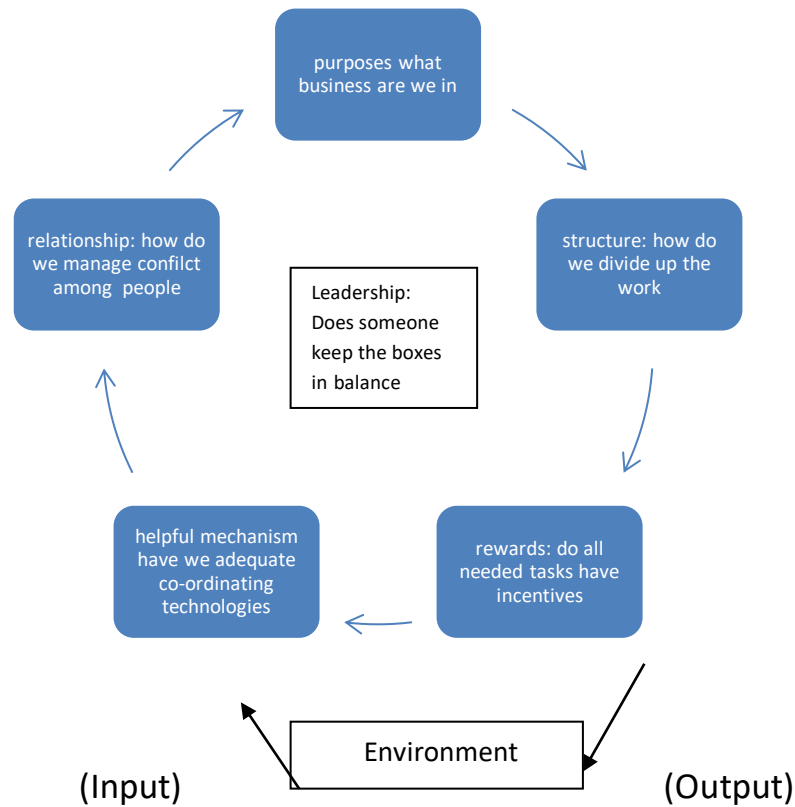 purposes what
business are we in
relationship: how do
we manage confilct
among people
structure: how do
we divide up the
work
Leadership:
Does someone
keep the boxes
in balance
helpful mechanism
have we adequate
co-ordinating
technologies
rewards: do all
needed tasks have
incentives
Environment
(Input)
(Output)